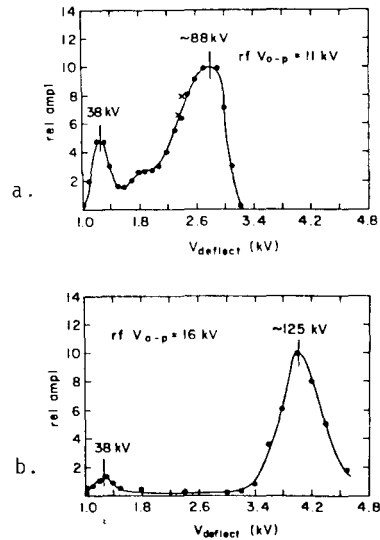 ~88 kV
rf V₀₋ₚ = 11 kV
38 kV
rel ampl
14
12
10
8
6
4
2
1.0 1.8 2.6 3.4 4.2 4.8
V deflect (kV)
a.
~125 kV
rf V₀₋ₚ = 16 kV
38 kV
rel ampl
14
12
10
8
6
4
2
1.0 1.8 2.6 3.4 4.2 4.8
V deflect (kV)
b.